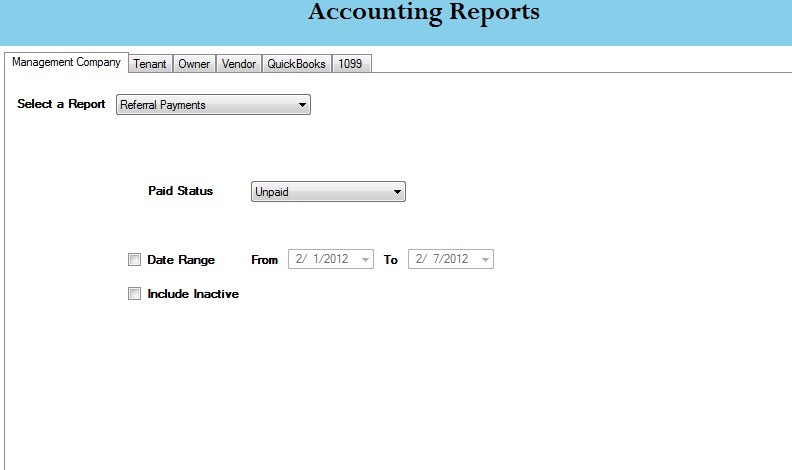 Accounting Reports
Management Company Tenant Owner Vendor QuickBooks 1099
Select a Report Referral Payments
Paid Status Unpaid
Date Range From 2/ 1/2012 To 2/ 7/2012
Include Inactive